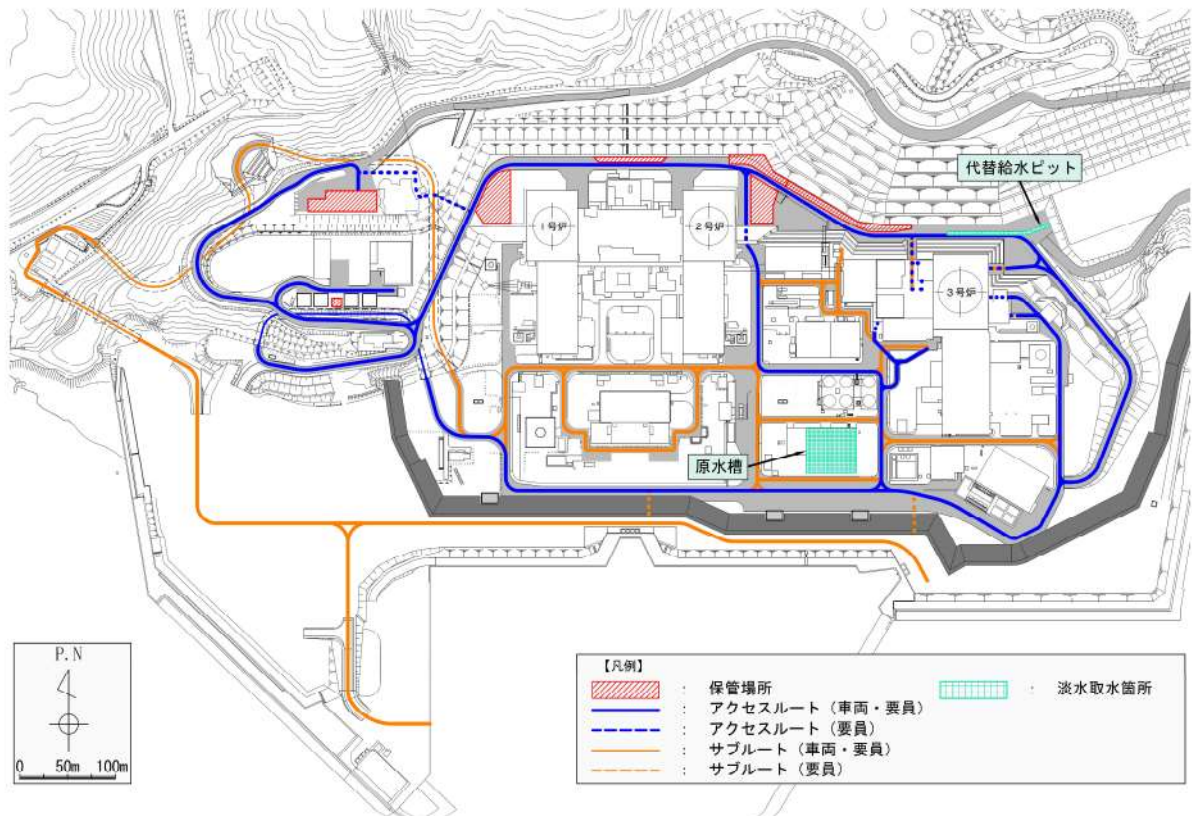 代替給水ピット
1号炉
2号炉
3号炉
原水槽
P.N
0 50m 100m
【凡例】
: 保管場所
: 淡水取水箇所
: アクセスルート（車両・要員）
: アクセスルート（要員）
: サブルート（車両・要員）
: サブルート（要員）